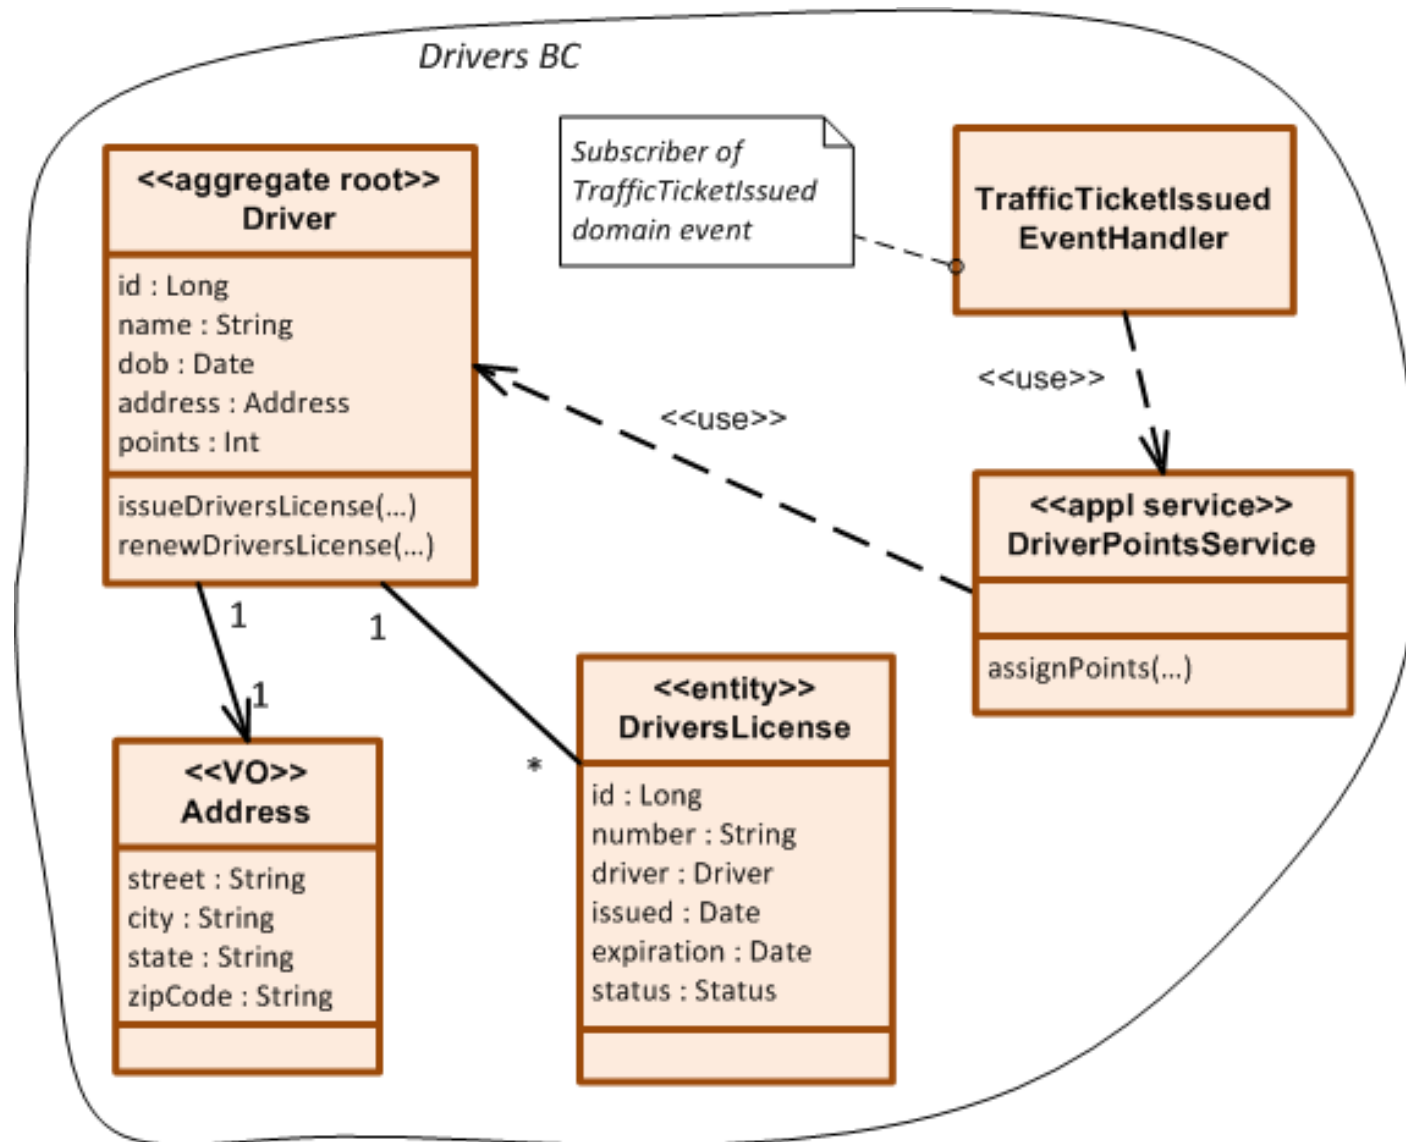 Drivers BC
<<aggregate root>>
Driver
id : Long
name : String
dob : Date
address : Address
points : Int
issueDriversLicense(...)
renewDriversLicense(...)
Subscriber of
TrafficTicketIssued
domain event
TrafficTicketIssued
EventHandler
<<use>>
<<use>>
<<appl service>>
DriverPointsService
assignPoints(...)
1
1
1
*
<<VO>>
Address
street : String
city : String
state : String
zipCode : String
<<entity>>
DriversLicense
id : Long
number : String
driver : Driver
issued : Date
expiration : Date
status : Status